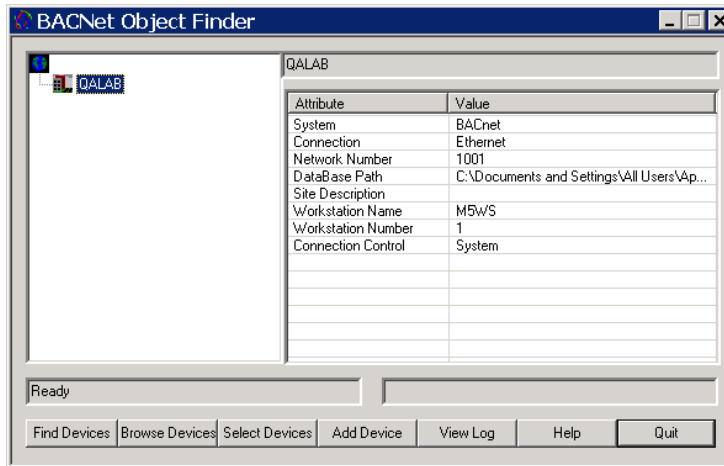 BACNet Object Finder
QALAB
QALAB
Attribute Value
System BACnet
Connection Ethernet
Network Number 1001
DataBase Path C:\Documents and Settings\All Users\Ap...
Site Description
Workstation Name M5WS
Workstation Number 1
Connection Control System
Ready
Find Devices Browse Devices Select Devices Add Device View Log Help Quit